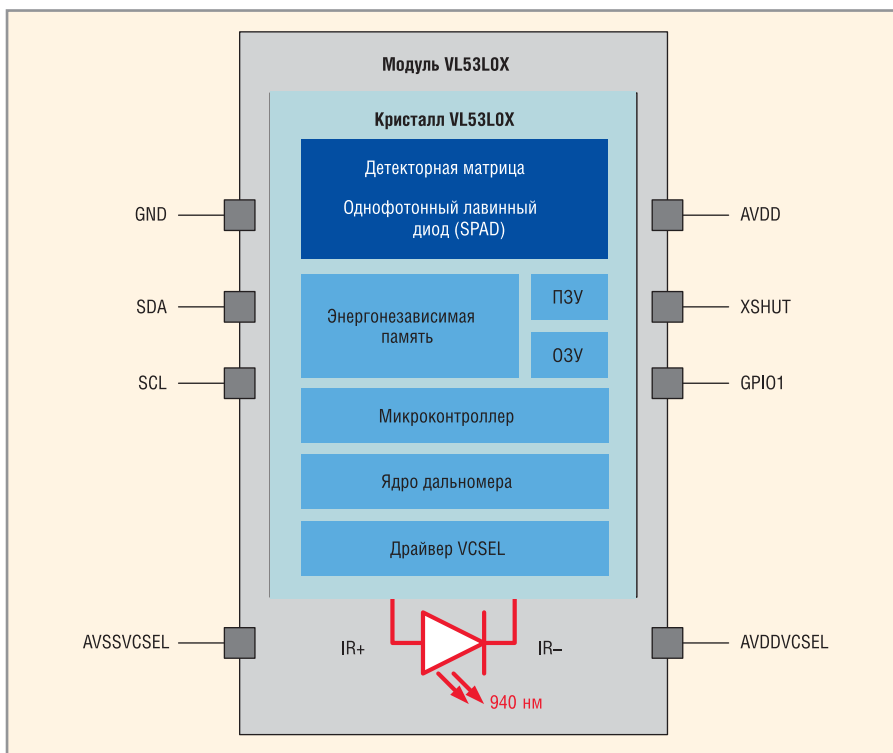 Модуль VL53L0X
Кристалл VL53L0X
Детекторная матрица
Однофотонный лавинный
диод (SPAD)
GND
AVDD
Энергонезависимая
память
ПЗУ
ОЗУ
SDA
XSHUT
SCL
GPIO1
Микроконтроллер
Ядро дальномера
Драйвер VCSEL
AVSSVCSEL
IR+
IR–
AVDDVCSEL
940 нм